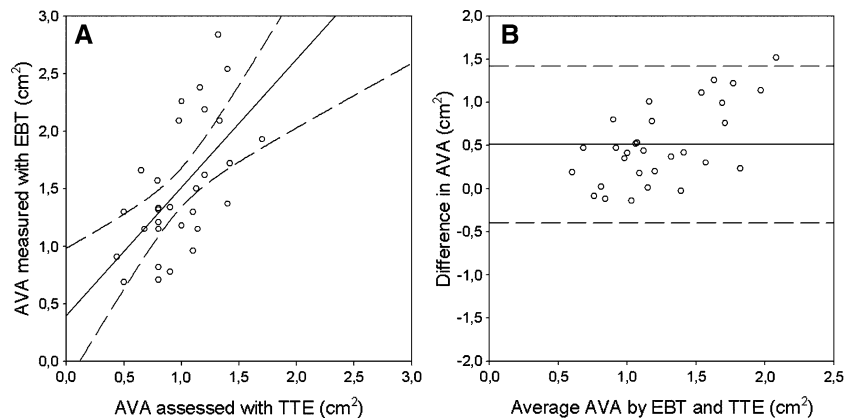 A
AVA measured with EBT (cm²)
3,0
2,5
2,0
1,5
1,0
0,5
0,0
0,0 0,5 1,0 1,5 2,0 2,5 3,0
AVA assessed with TTE (cm²)
B
Difference in AVA (cm²)
2,0
1,5
1,0
0,5
0,0
-0,5
-1,0
-1,5
-2,0
0,0 0,5 1,0 1,5 2,0 2,5
Average AVA by EBT and TTE (cm²)